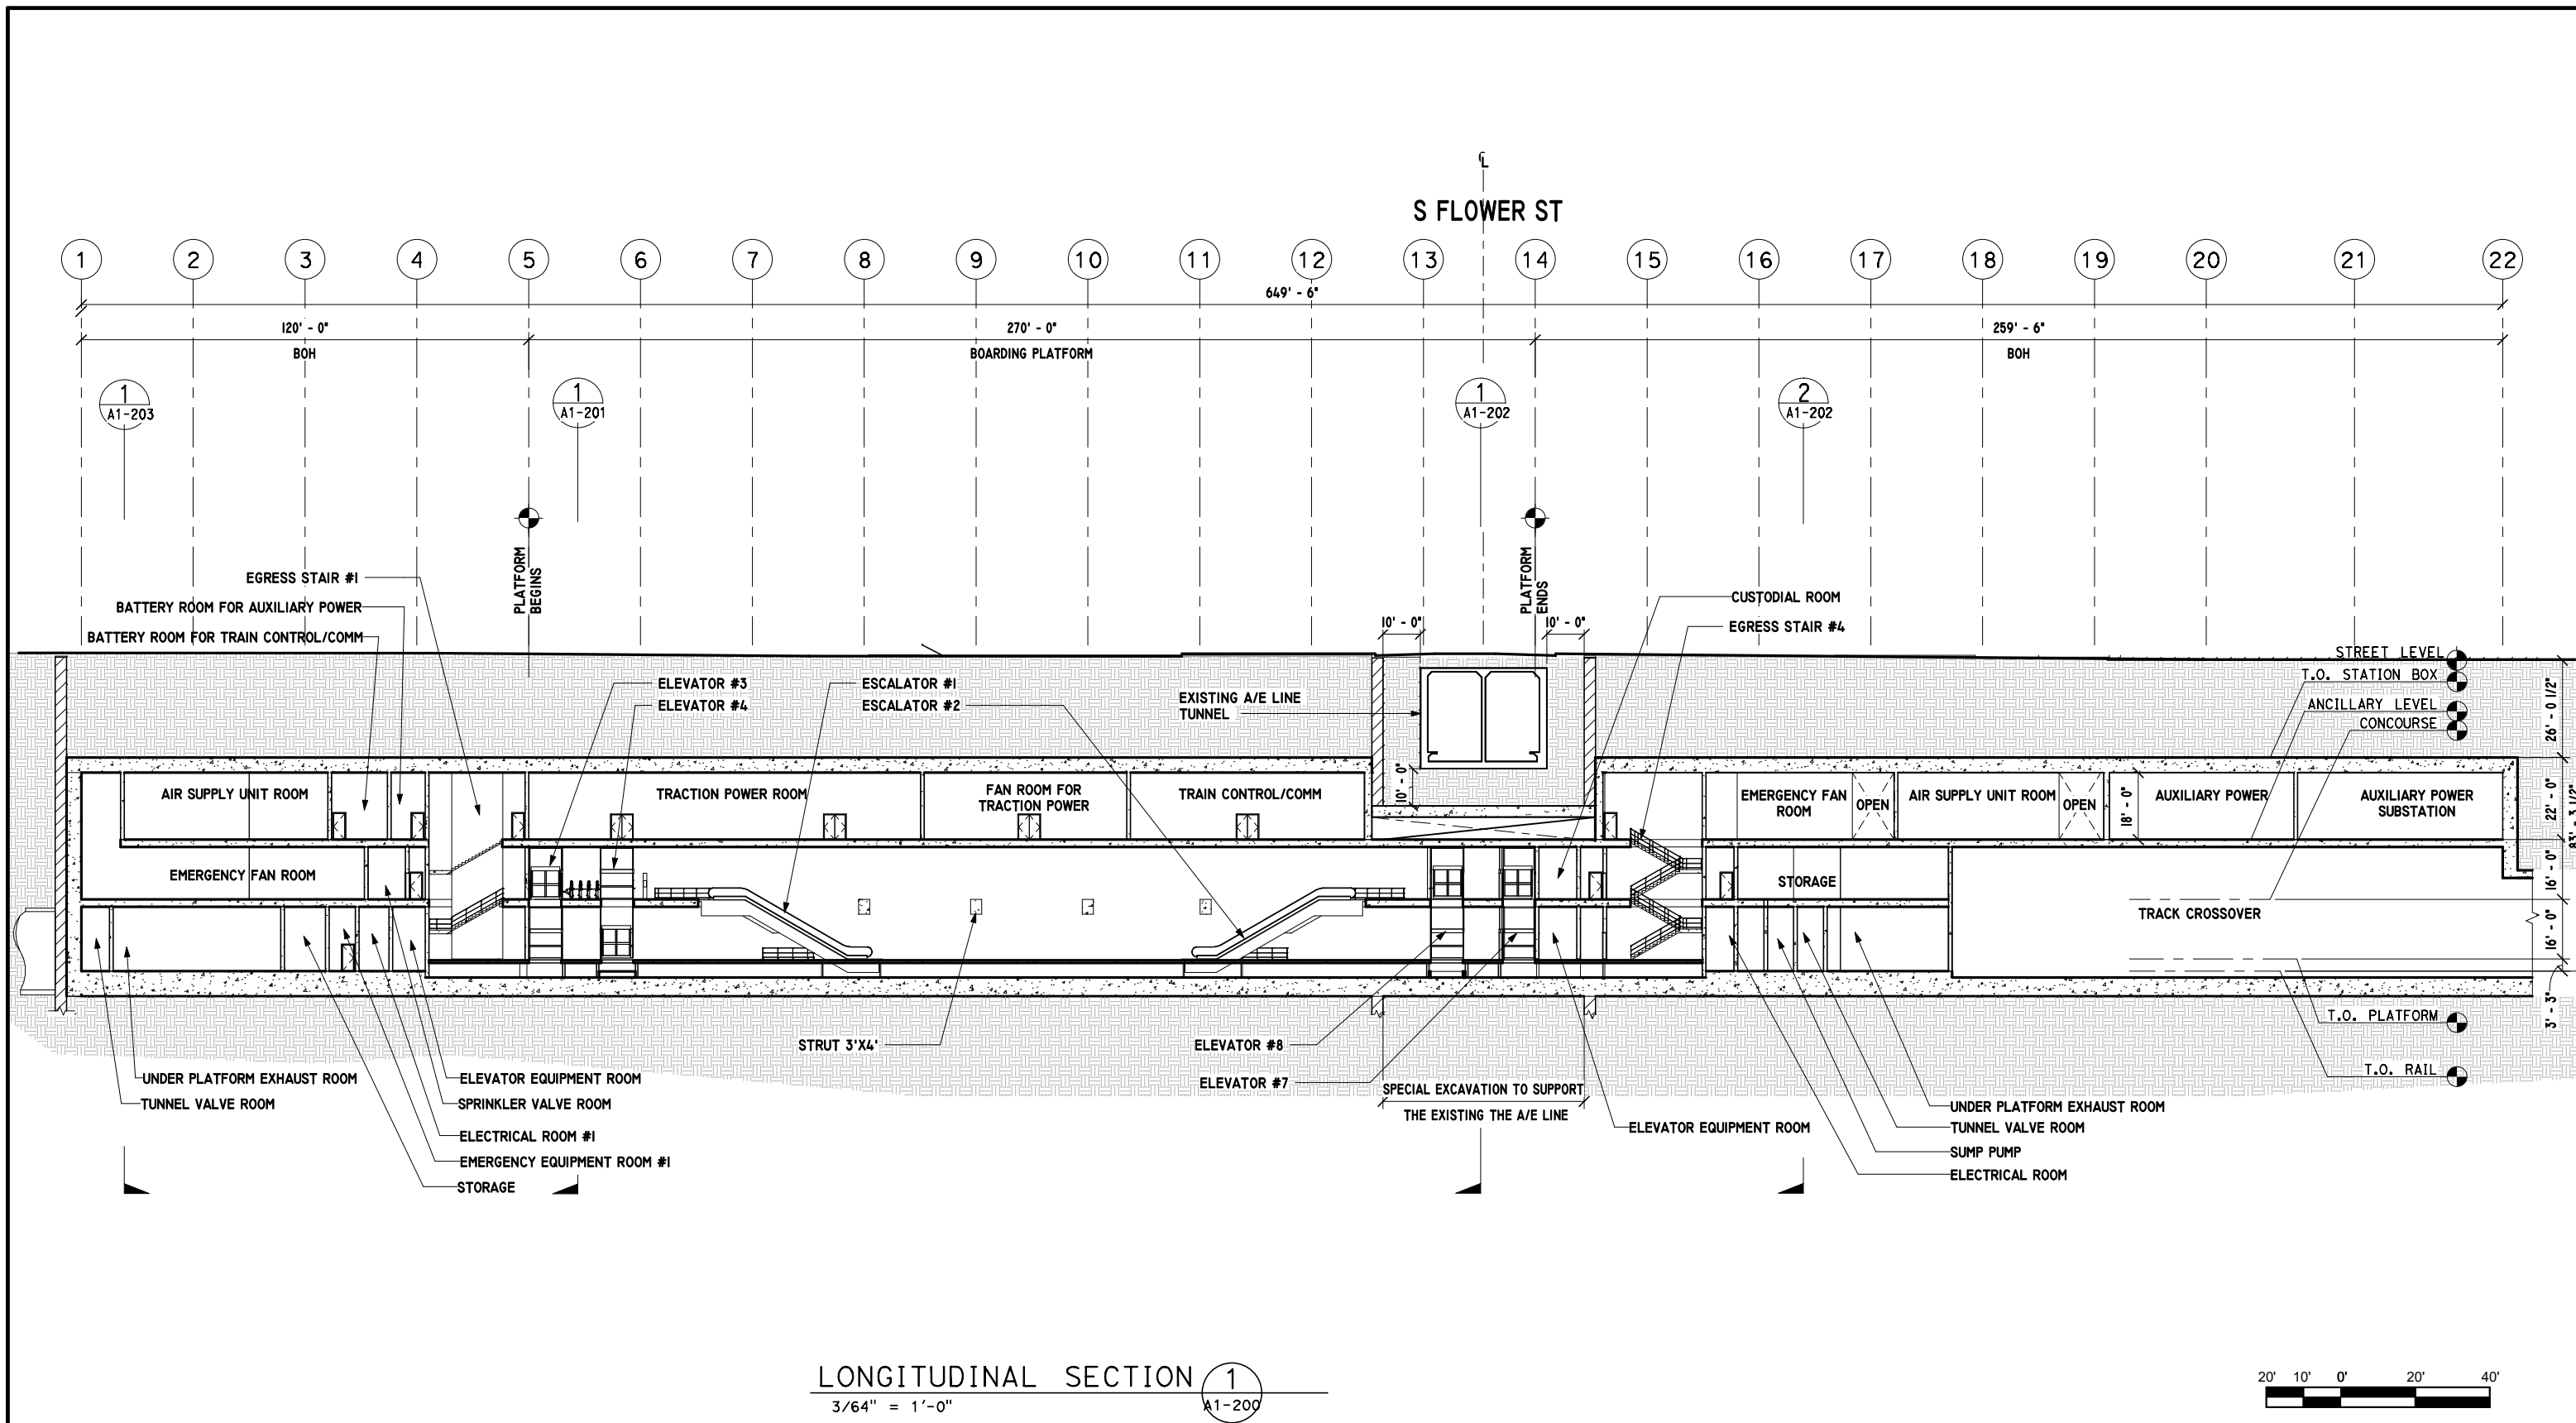 ℄
S FLOWER ST
1 2 3 4 5 6 7 8 9 10 11 12 13 14 15 16 17 18 19 20 21 22
649' - 6"
120' - 0"
270' - 0"
259' - 6"
BOH
BOARDING PLATFORM
BOH
1
A1-203
1
A1-201
1
A1-202
2
A1-202
PLATFORM
BEGINS
PLATFORM
ENDS
EGRESS STAIR #1
BATTERY ROOM FOR AUXILIARY POWER
BATTERY ROOM FOR TRAIN CONTROL/COMM
CUSTODIAL ROOM
EGRESS STAIR #4
10' - 0"
10' - 0"
ELEVATOR #3
ELEVATOR #4
ESCALATOR #1
ESCALATOR #2
EXISTING A/E LINE
TUNNEL
10' - 0"
STREET LEVEL
T.O. STATION BOX
ANCILLARY LEVEL
CONCOURSE
26' - 0 1/2"
22' - 0"
83' - 3 1/2"
16' - 0"
16' - 0"
3' - 3"
AIR SUPPLY UNIT ROOM
TRACTION POWER ROOM
FAN ROOM FOR
TRACTION POWER
TRAIN CONTROL/COMM
EMERGENCY FAN
ROOM
OPEN
AIR SUPPLY UNIT ROOM
OPEN
18' - 0"
AUXILIARY POWER
AUXILIARY POWER
SUBSTATION
EMERGENCY FAN ROOM
STORAGE
TRACK CROSSOVER
T.O. PLATFORM
T.O. RAIL
STRUT 3'X4'
ELEVATOR #8
ELEVATOR #7
SPECIAL EXCAVATION TO SUPPORT
THE EXISTING THE A/E LINE
UNDER PLATFORM EXHAUST ROOM
TUNNEL VALVE ROOM
ELEVATOR EQUIPMENT ROOM
SPRINKLER VALVE ROOM
ELECTRICAL ROOM #1
EMERGENCY EQUIPMENT ROOM #1
STORAGE
ELEVATOR EQUIPMENT ROOM
UNDER PLATFORM EXHAUST ROOM
TUNNEL VALVE ROOM
SUMP PUMP
ELECTRICAL ROOM
LONGITUDINAL SECTION
3/64" = 1'-0"
1
A1-200
20' 10' 0' 20' 40'